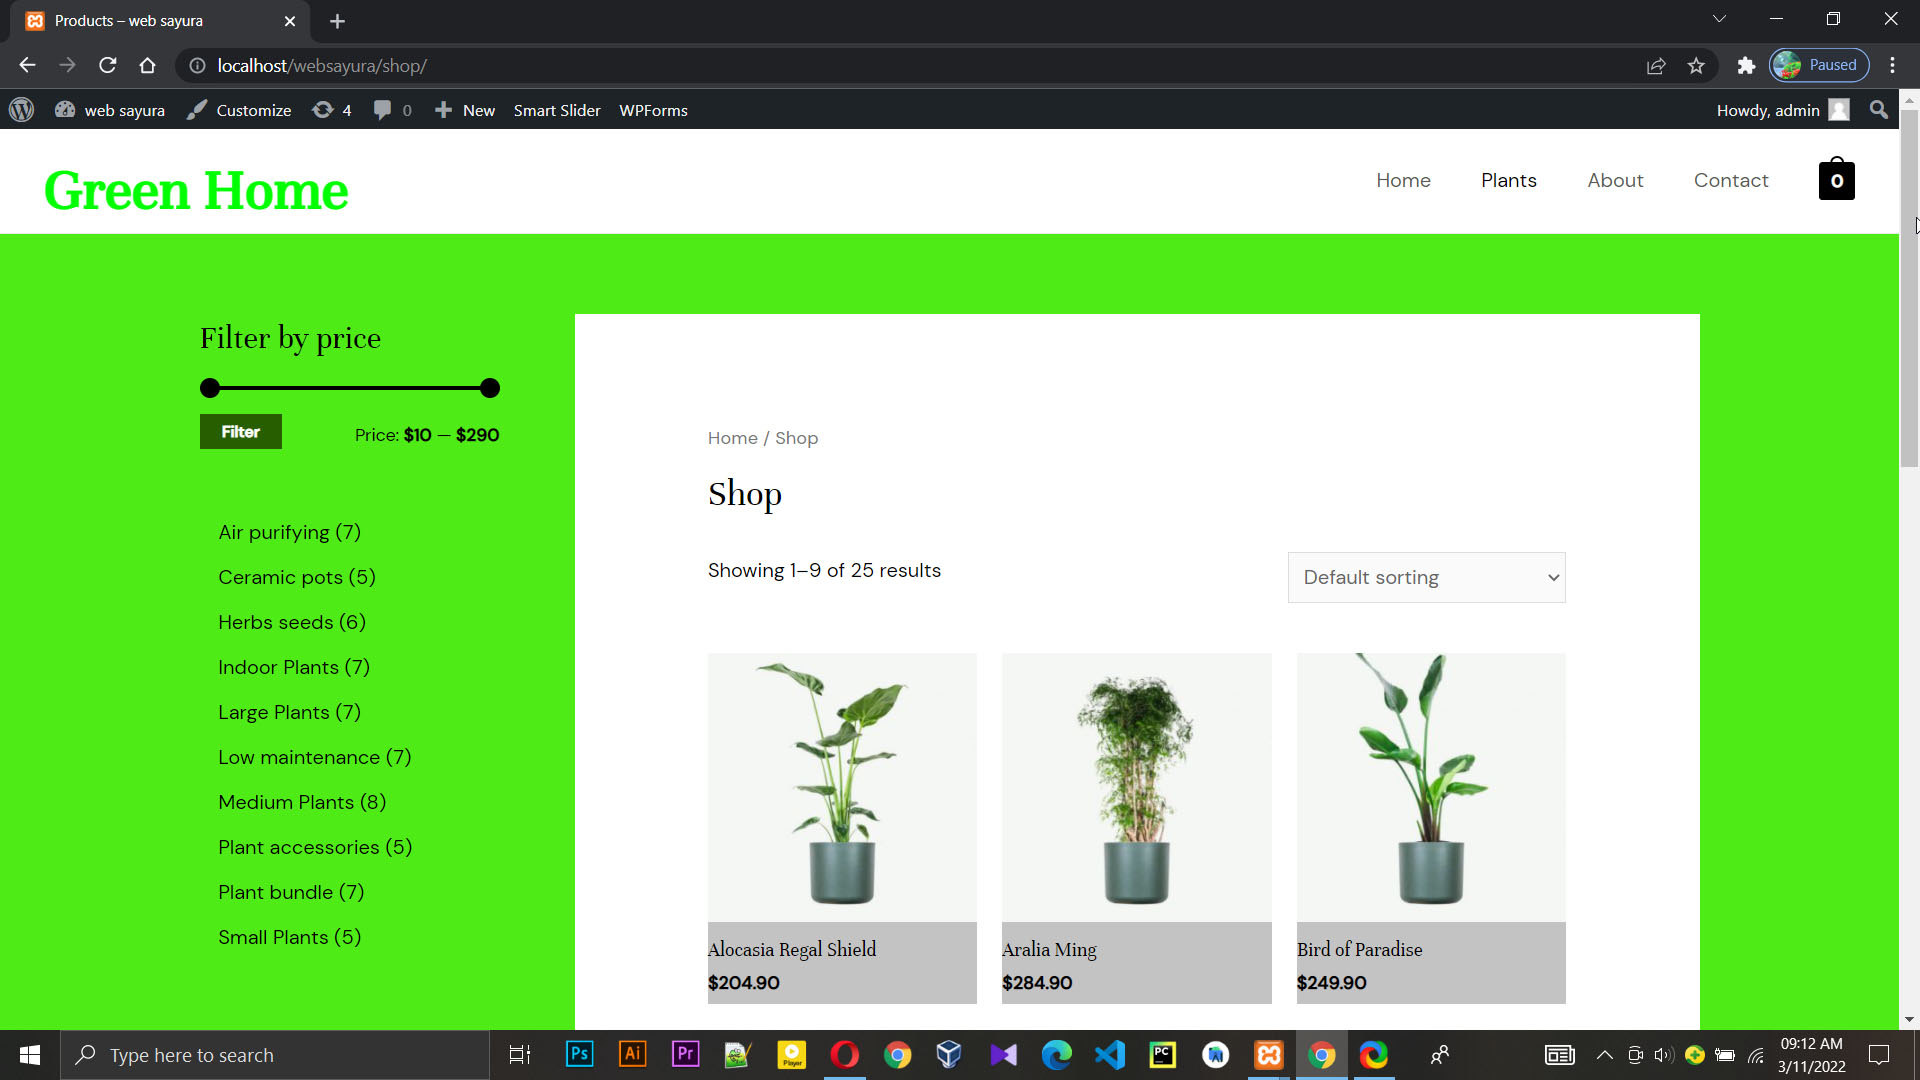 Products – web sayura
localhost/websayura/shop/
Paused
web sayura Customize 4 0 New Smart Slider WPForms
Howdy, admin
Green Home
Home Plants About Contact 0
Filter by price
Filter
Price: $10 — $290
Air purifying (7)
Ceramic pots (5)
Herbs seeds (6)
Indoor Plants (7)
Large Plants (7)
Low maintenance (7)
Medium Plants (8)
Plant accessories (5)
Plant bundle (7)
Small Plants (5)
Home / Shop
Shop
Showing 1–9 of 25 results
Default sorting
Alocasia Regal Shield
$204.90
Aralia Ming
$284.90
Bird of Paradise
$249.90
Type here to search
Ps
Ai
Pr
Player
PC
09:12 AM
3/11/2022